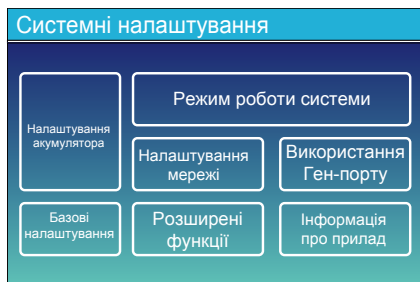 Системні налаштування
Режим роботи системи
Налаштування
акумулятора
Налаштування
мережі
Використання
Ген-порту
Базові
налаштування
Розширені
функції
Інформація
про прилад